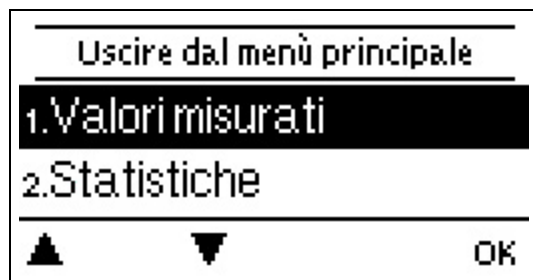 Uscire dal menù principale
1.Valori misurati
2.Statistiche
▲ ▼ OK